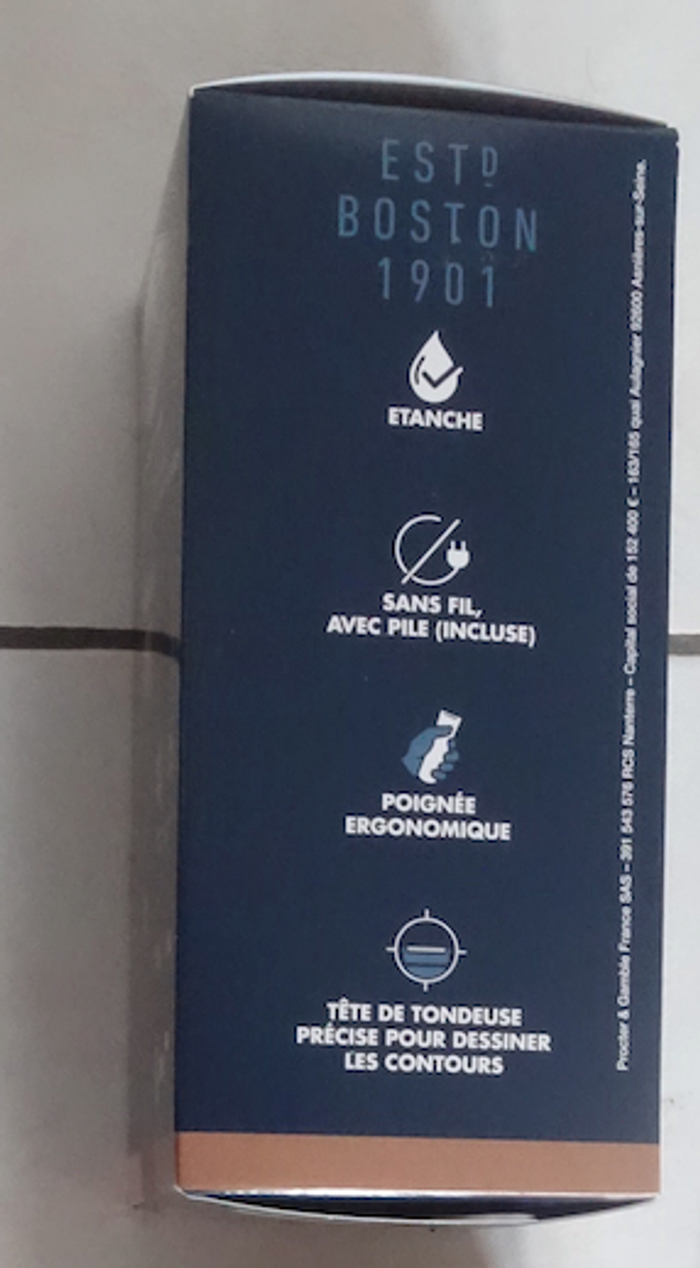 ESTD
BOSTON
1901
ETANCHE
SANS FIL,
AVEC PILE (INCLUSE)
POIGNÉE
ERGONOMIQUE
TÊTE DE TONDEUSE
PRÉCISE POUR DESSINER
LES CONTOURS
Procter & Gamble France SAS – 391 543 576 RCS Nanterre – Capital social de 152 400 € – 163/165 quai Aulagnier 92600 Asnières-sur-Seine.